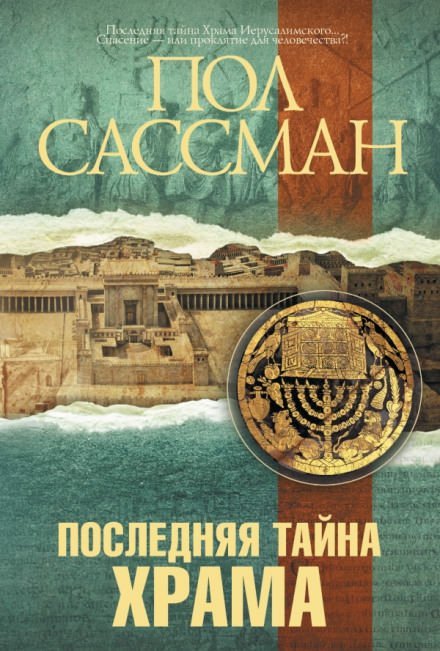 Последняя тайна Храма Иерусалимского...
Спасение — или проклятие для человечества?!
ПОЛ
САССМАН
ПОСЛЕДНЯЯ ТАЙНА
ХРАМА